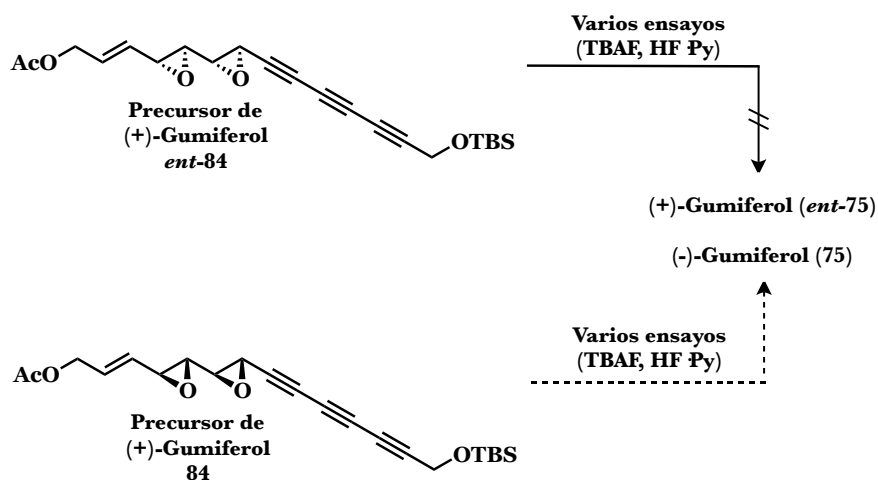 Varios ensayos
(TBAF, HF·Py)
AcO
O
O
Precursor de
(+)-Gumiferol
ent-84
OTBS
(+)-Gumiferol (ent-75)
(-)-Gumiferol (75)
Varios ensayos
(TBAF, HF·Py)
AcO
O
O
Precursor de
(+)-Gumiferol
84
OTBS